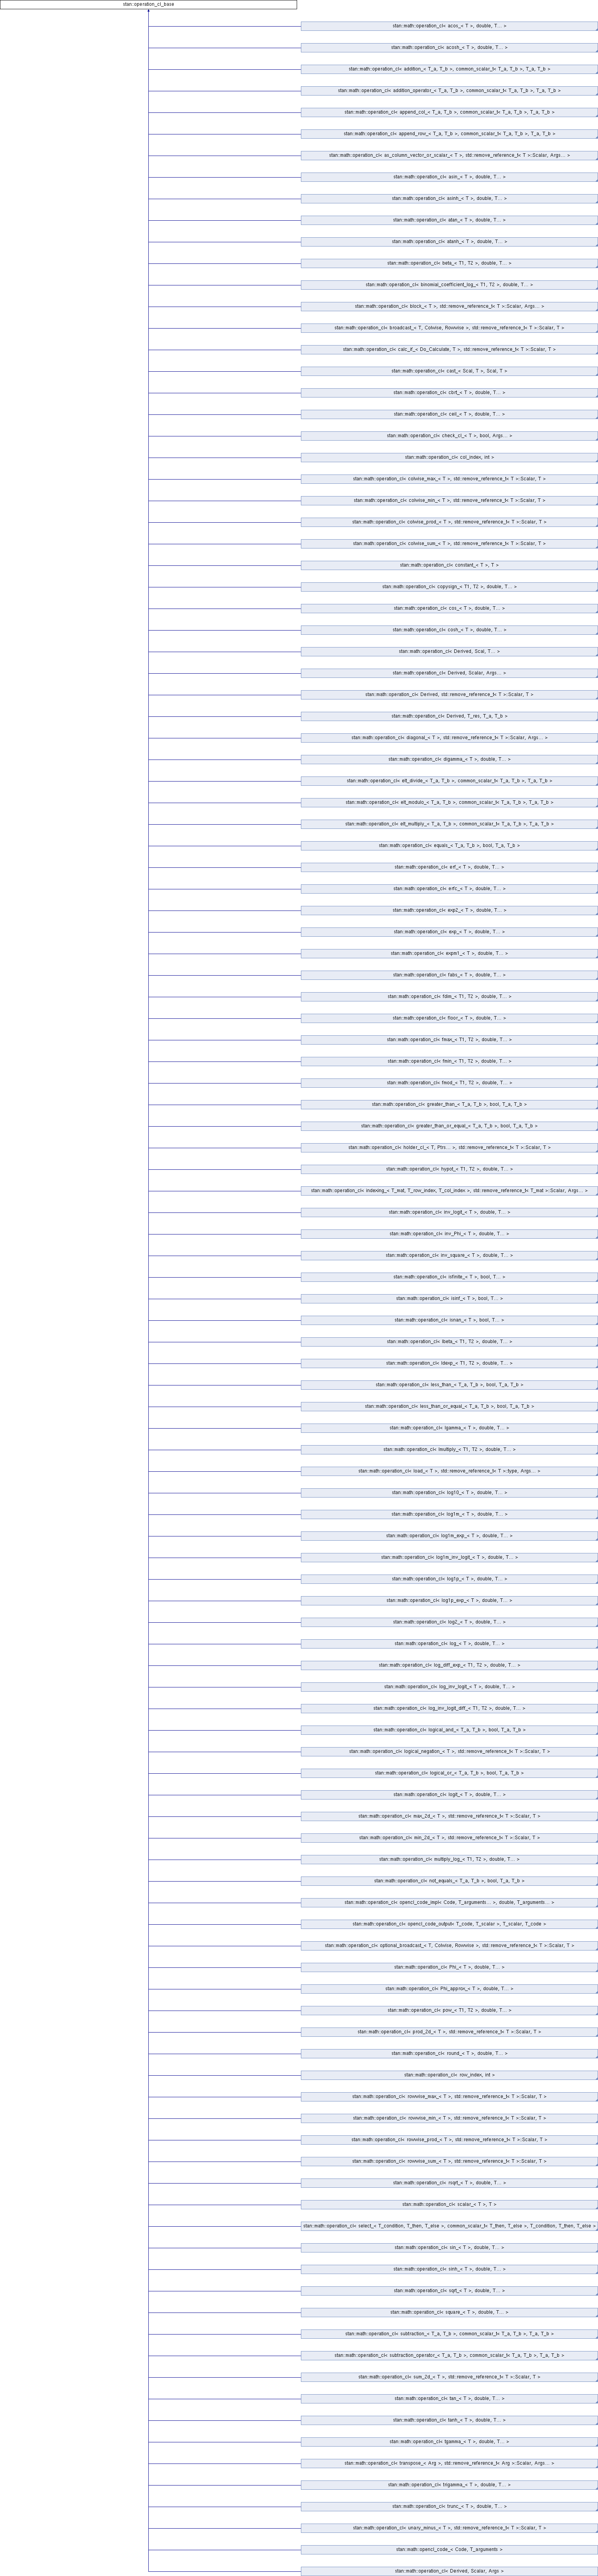 stan::operation_cl_base
stan::math::operation_cl< acos_< T >, double, T... >
stan::math::operation_cl< acosh_< T >, double, T... >
stan::math::operation_cl< addition_< T_a, T_b >, common_scalar_t< T_a, T_b >, T_a, T_b >
stan::math::operation_cl< addition_operator_< T_a, T_b >, common_scalar_t< T_a, T_b >, T_a, T_b >
stan::math::operation_cl< append_col_< T_a, T_b >, common_scalar_t< T_a, T_b >, T_a, T_b >
stan::math::operation_cl< append_row_< T_a, T_b >, common_scalar_t< T_a, T_b >, T_a, T_b >
stan::math::operation_cl< as_column_vector_or_scalar_< T >, std::remove_reference_t< T >::Scalar, Args... >
stan::math::operation_cl< asin_< T >, double, T... >
stan::math::operation_cl< asinh_< T >, double, T... >
stan::math::operation_cl< atan_< T >, double, T... >
stan::math::operation_cl< atanh_< T >, double, T... >
stan::math::operation_cl< beta_< T1, T2 >, double, T... >
stan::math::operation_cl< binomial_coefficient_log_< T1, T2 >, double, T... >
stan::math::operation_cl< block_< T >, std::remove_reference_t< T >::Scalar, Args... >
stan::math::operation_cl< broadcast_< T, Colwise, Rowwise >, std::remove_reference_t< T >::Scalar, T >
stan::math::operation_cl< calc_if_< Do_Calculate, T >, std::remove_reference_t< T >::Scalar, T >
stan::math::operation_cl< cast_< Scal, T >, Scal, T >
stan::math::operation_cl< cbrt_< T >, double, T... >
stan::math::operation_cl< ceil_< T >, double, T... >
stan::math::operation_cl< check_cl_< T >, bool, Args... >
stan::math::operation_cl< col_index, int >
stan::math::operation_cl< colwise_max_< T >, std::remove_reference_t< T >::Scalar, T >
stan::math::operation_cl< colwise_min_< T >, std::remove_reference_t< T >::Scalar, T >
stan::math::operation_cl< colwise_prod_< T >, std::remove_reference_t< T >::Scalar, T >
stan::math::operation_cl< colwise_sum_< T >, std::remove_reference_t< T >::Scalar, T >
stan::math::operation_cl< constant_< T >, T >
stan::math::operation_cl< copysign_< T1, T2 >, double, T... >
stan::math::operation_cl< cos_< T >, double, T... >
stan::math::operation_cl< cosh_< T >, double, T... >
stan::math::operation_cl< Derived, Scal, T... >
stan::math::operation_cl< Derived, Scalar, Args... >
stan::math::operation_cl< Derived, std::remove_reference_t< T >::Scalar, T >
stan::math::operation_cl< Derived, T_res, T_a, T_b >
stan::math::operation_cl< diagonal_< T >, std::remove_reference_t< T >::Scalar, Args... >
stan::math::operation_cl< digamma_< T >, double, T... >
stan::math::operation_cl< elt_divide_< T_a, T_b >, common_scalar_t< T_a, T_b >, T_a, T_b >
stan::math::operation_cl< elt_modulo_< T_a, T_b >, common_scalar_t< T_a, T_b >, T_a, T_b >
stan::math::operation_cl< elt_multiply_< T_a, T_b >, common_scalar_t< T_a, T_b >, T_a, T_b >
stan::math::operation_cl< equals_< T_a, T_b >, bool, T_a, T_b >
stan::math::operation_cl< erf_< T >, double, T... >
stan::math::operation_cl< erfc_< T >, double, T... >
stan::math::operation_cl< exp2_< T >, double, T... >
stan::math::operation_cl< exp_< T >, double, T... >
stan::math::operation_cl< expm1_< T >, double, T... >
stan::math::operation_cl< fabs_< T >, double, T... >
stan::math::operation_cl< fdim_< T1, T2 >, double, T... >
stan::math::operation_cl< floor_< T >, double, T... >
stan::math::operation_cl< fmax_< T1, T2 >, double, T... >
stan::math::operation_cl< fmin_< T1, T2 >, double, T... >
stan::math::operation_cl< fmod_< T1, T2 >, double, T... >
stan::math::operation_cl< greater_than_< T_a, T_b >, bool, T_a, T_b >
stan::math::operation_cl< greater_than_or_equal_< T_a, T_b >, bool, T_a, T_b >
stan::math::operation_cl< holder_cl_< T, Ptrs... >, std::remove_reference_t< T >::Scalar, T >
stan::math::operation_cl< hypot_< T1, T2 >, double, T... >
stan::math::operation_cl< indexing_< T_mat, T_row_index, T_col_index >, std::remove_reference_t< T_mat >::Scalar, Args... >
stan::math::operation_cl< inv_logit_< T >, double, T... >
stan::math::operation_cl< inv_Phi_< T >, double, T... >
stan::math::operation_cl< inv_square_< T >, double, T... >
stan::math::operation_cl< isfinite_< T >, bool, T... >
stan::math::operation_cl< isinf_< T >, bool, T... >
stan::math::operation_cl< isnan_< T >, bool, T... >
stan::math::operation_cl< lbeta_< T1, T2 >, double, T... >
stan::math::operation_cl< ldexp_< T1, T2 >, double, T... >
stan::math::operation_cl< less_than_< T_a, T_b >, bool, T_a, T_b >
stan::math::operation_cl< less_than_or_equal_< T_a, T_b >, bool, T_a, T_b >
stan::math::operation_cl< lgamma_< T >, double, T... >
stan::math::operation_cl< lmultiply_< T1, T2 >, double, T... >
stan::math::operation_cl< load_< T >, std::remove_reference_t< T >::type, Args... >
stan::math::operation_cl< log10_< T >, double, T... >
stan::math::operation_cl< log1m_< T >, double, T... >
stan::math::operation_cl< log1m_exp_< T >, double, T... >
stan::math::operation_cl< log1m_inv_logit_< T >, double, T... >
stan::math::operation_cl< log1p_< T >, double, T... >
stan::math::operation_cl< log1p_exp_< T >, double, T... >
stan::math::operation_cl< log2_< T >, double, T... >
stan::math::operation_cl< log_< T >, double, T... >
stan::math::operation_cl< log_diff_exp_< T1, T2 >, double, T... >
stan::math::operation_cl< log_inv_logit_< T >, double, T... >
stan::math::operation_cl< log_inv_logit_diff_< T1, T2 >, double, T... >
stan::math::operation_cl< logical_and_< T_a, T_b >, bool, T_a, T_b >
stan::math::operation_cl< logical_negation_< T >, std::remove_reference_t< T >::Scalar, T >
stan::math::operation_cl< logical_or_< T_a, T_b >, bool, T_a, T_b >
stan::math::operation_cl< logit_< T >, double, T... >
stan::math::operation_cl< max_2d_< T >, std::remove_reference_t< T >::Scalar, T >
stan::math::operation_cl< min_2d_< T >, std::remove_reference_t< T >::Scalar, T >
stan::math::operation_cl< multiply_log_< T1, T2 >, double, T... >
stan::math::operation_cl< not_equals_< T_a, T_b >, bool, T_a, T_b >
stan::math::operation_cl< opencl_code_impl< Code, T_arguments... >, double, T_arguments... >
stan::math::operation_cl< opencl_code_output< T_code, T_scalar >, T_scalar, T_code >
stan::math::operation_cl< optional_broadcast_< T, Colwise, Rowwise >, std::remove_reference_t< T >::Scalar, T >
stan::math::operation_cl< Phi_< T >, double, T... >
stan::math::operation_cl< Phi_approx_< T >, double, T... >
stan::math::operation_cl< pow_< T1, T2 >, double, T... >
stan::math::operation_cl< prod_2d_< T >, std::remove_reference_t< T >::Scalar, T >
stan::math::operation_cl< round_< T >, double, T... >
stan::math::operation_cl< row_index, int >
stan::math::operation_cl< rowwise_max_< T >, std::remove_reference_t< T >::Scalar, T >
stan::math::operation_cl< rowwise_min_< T >, std::remove_reference_t< T >::Scalar, T >
stan::math::operation_cl< rowwise_prod_< T >, std::remove_reference_t< T >::Scalar, T >
stan::math::operation_cl< rowwise_sum_< T >, std::remove_reference_t< T >::Scalar, T >
stan::math::operation_cl< rsqrt_< T >, double, T... >
stan::math::operation_cl< scalar_< T >, T >
stan::math::operation_cl< select_< T_condition, T_then, T_else >, common_scalar_t< T_then, T_else >, T_condition, T_then, T_else >
stan::math::operation_cl< sin_< T >, double, T... >
stan::math::operation_cl< sinh_< T >, double, T... >
stan::math::operation_cl< sqrt_< T >, double, T... >
stan::math::operation_cl< square_< T >, double, T... >
stan::math::operation_cl< subtraction_< T_a, T_b >, common_scalar_t< T_a, T_b >, T_a, T_b >
stan::math::operation_cl< subtraction_operator_< T_a, T_b >, common_scalar_t< T_a, T_b >, T_a, T_b >
stan::math::operation_cl< sum_2d_< T >, std::remove_reference_t< T >::Scalar, T >
stan::math::operation_cl< tan_< T >, double, T... >
stan::math::operation_cl< tanh_< T >, double, T... >
stan::math::operation_cl< tgamma_< T >, double, T... >
stan::math::operation_cl< transpose_< Arg >, std::remove_reference_t< Arg >::Scalar, Args... >
stan::math::operation_cl< trigamma_< T >, double, T... >
stan::math::operation_cl< trunc_< T >, double, T... >
stan::math::operation_cl< unary_minus_< T >, std::remove_reference_t< T >::Scalar, T >
stan::math::opencl_code_< Code, T_arguments >
stan::math::operation_cl< Derived, Scalar, Args >